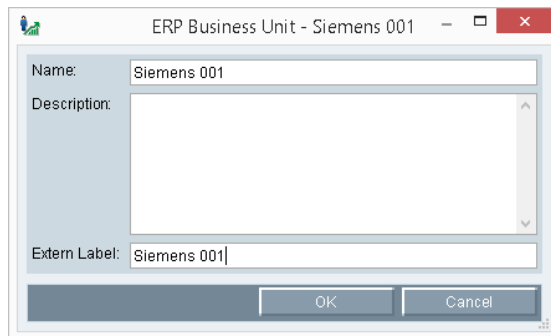 ERP Business Unit - Siemens 001
Name: Siemens 001
Description:
Extern Label: Siemens 001
OK Cancel